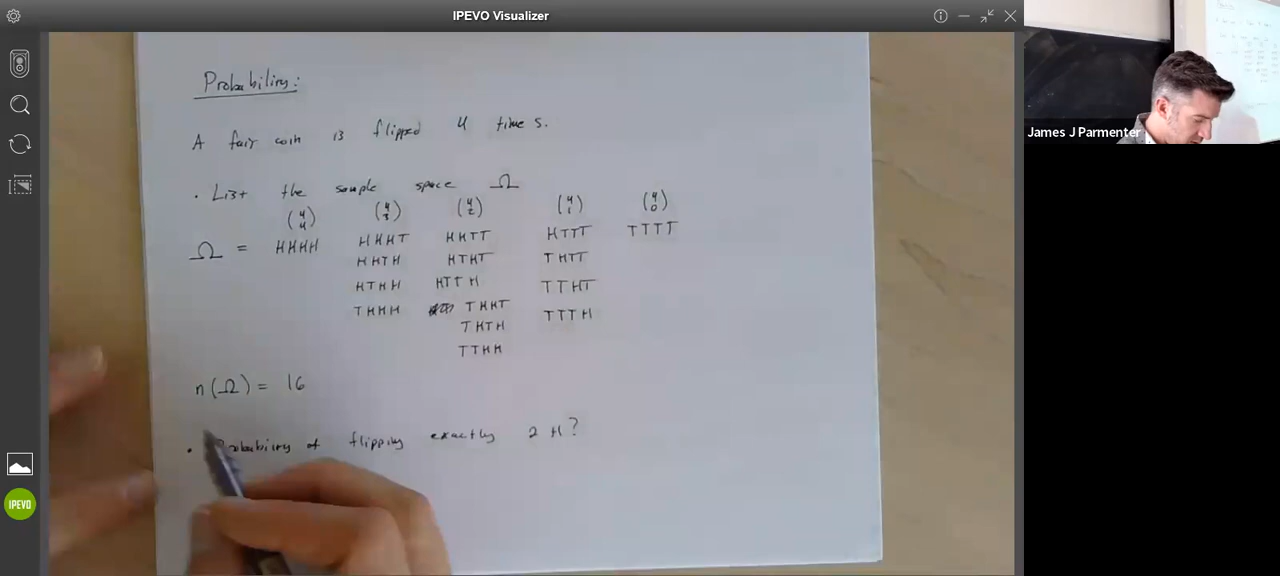 IPEVO Visualizer
James J Parmenter
IPEVO
Probability:
A fair coin is flipped 4 times.
· List the sample space Ω
(4 4) (4 3) (4 2) (4 1) (4 0)
Ω = HHHH HHHT HHTT HTTT TTTT
HHTH HTHT THTT
HTHH HTTH TTHT
THHH THHT TTTH
THTH
TTHH
n(Ω) = 16
· Probability of flipping exactly 2 H?